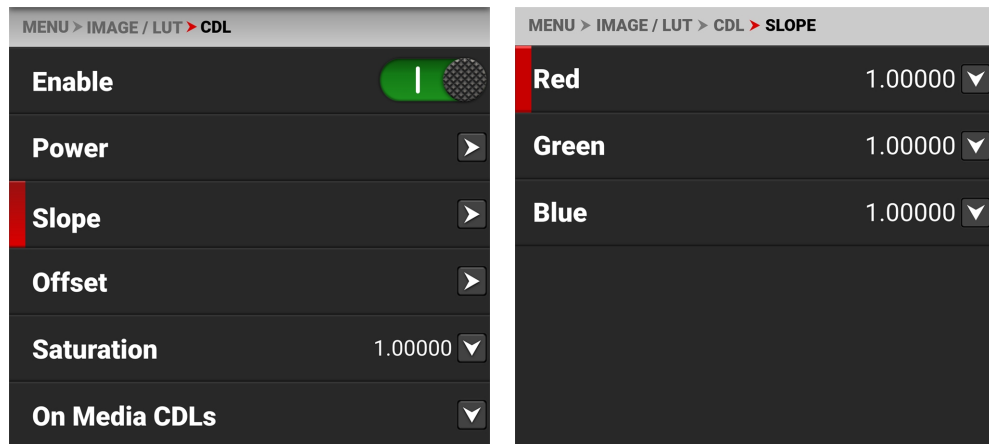 MENU > IMAGE / LUT > CDL
Enable
Power
Slope
Offset
Saturation 1.00000
On Media CDLs
MENU > IMAGE / LUT > CDL > SLOPE
Red 1.00000
Green 1.00000
Blue 1.00000